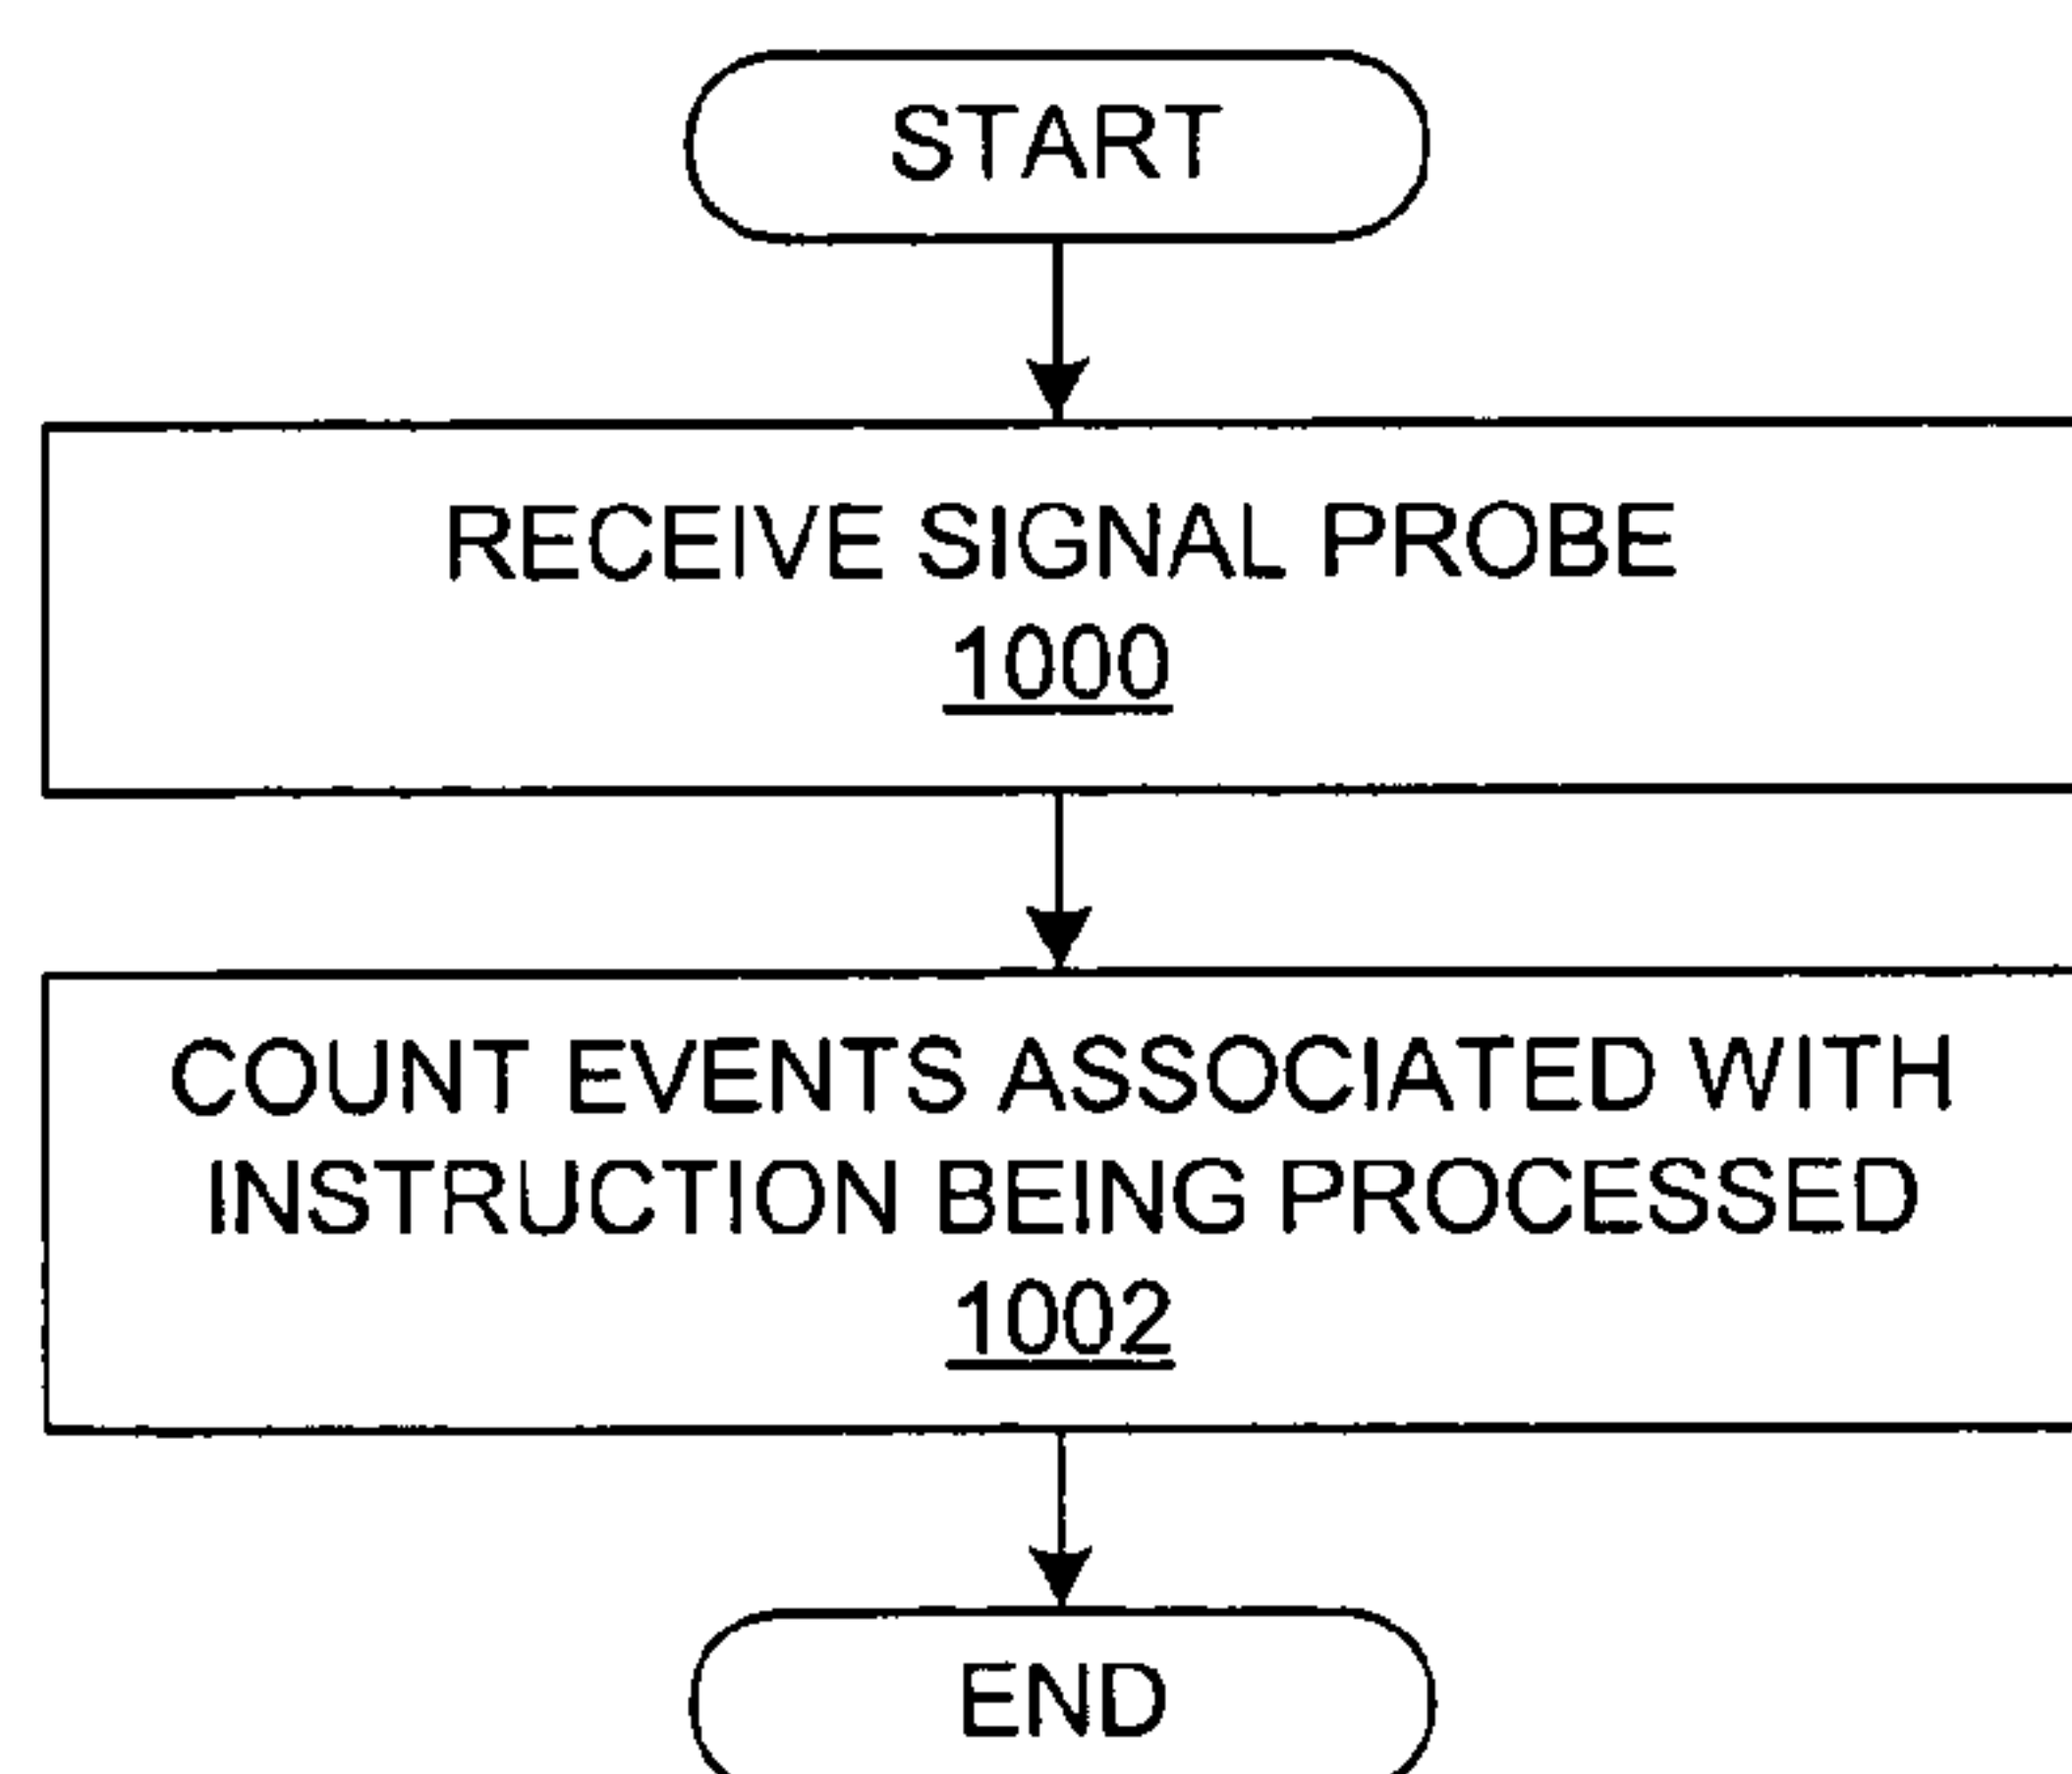 START
RECEIVE SIGNAL PROBE
1000
COUNT EVENTS ASSOCIATED WITH
INSTRUCTION BEING PROCESSED
1002
END